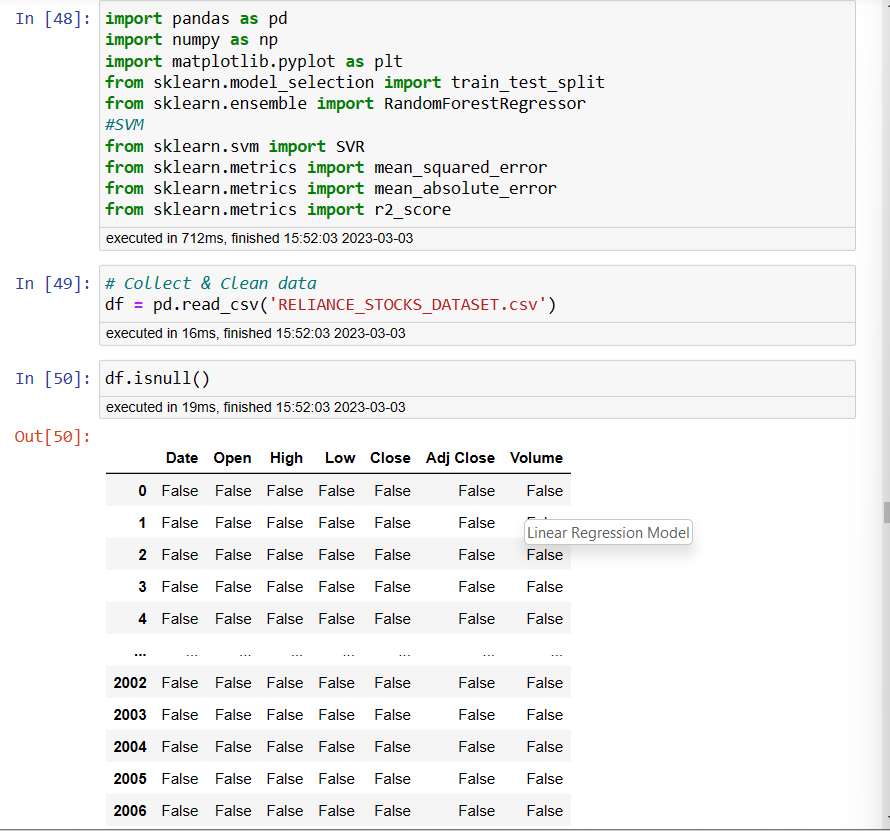 In [48]: import pandas as pd
import numpy as np
import matplotlib.pyplot as plt
from sklearn.model_selection import train_test_split
from sklearn.ensemble import RandomForestRegressor
#SVM
from sklearn.svm import SVR
from sklearn.metrics import mean_squared_error
from sklearn.metrics import mean_absolute_error
from sklearn.metrics import r2_score
executed in 712ms, finished 15:52:03 2023-03-03
In [49]: # Collect & Clean data
df = pd.read_csv('RELIANCE_STOCKS_DATASET.csv')
executed in 16ms, finished 15:52:03 2023-03-03
In [50]: df.isnull()
executed in 19ms, finished 15:52:03 2023-03-03
Out[50]:
Date Open High Low Close Adj Close Volume
0 False False False False False False False
1 False False False False False False
Linear Regression Model
2 False False False False False False False
3 False False False False False False False
4 False False False False False False False
... ... ... ... ... ... ... ...
2002 False False False False False False False
2003 False False False False False False False
2004 False False False False False False False
2005 False False False False False False False
2006 False False False False False False False